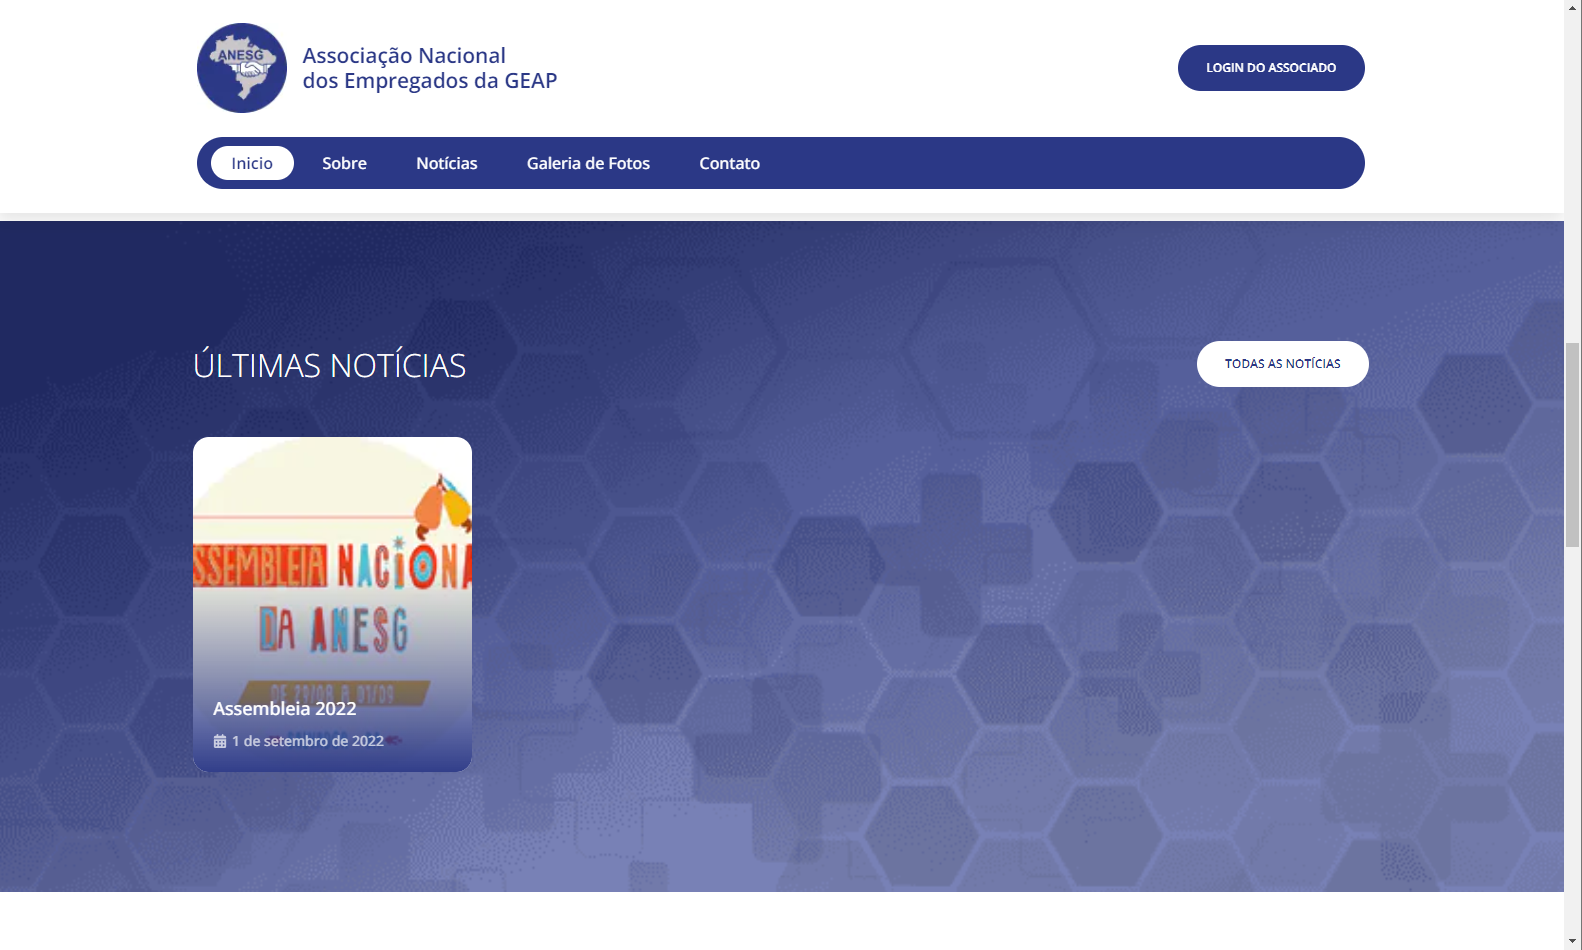 ANESG
Associação Nacional
dos Empregados da GEAP
LOGIN DO ASSOCIADO
Inicio
Sobre
Notícias
Galeria de Fotos
Contato
ÚLTIMAS NOTÍCIAS
TODAS AS NOTÍCIAS
SSEMBLEIA NACIONA
DA ANESG
DE 29/08 A 01/09
Assembleia 2022
1 de setembro de 2022